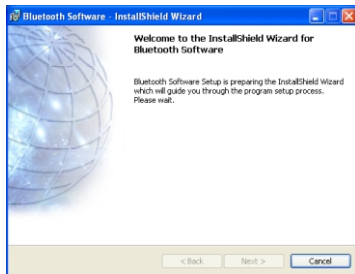 Bluetooth Software - InstallShield Wizard
Welcome to the InstallShield Wizard for
Bluetooth Software
Bluetooth Software Setup is preparing the InstallShield Wizard
which will guide you through the program setup process.
Please wait.
< Back
Next >
Cancel